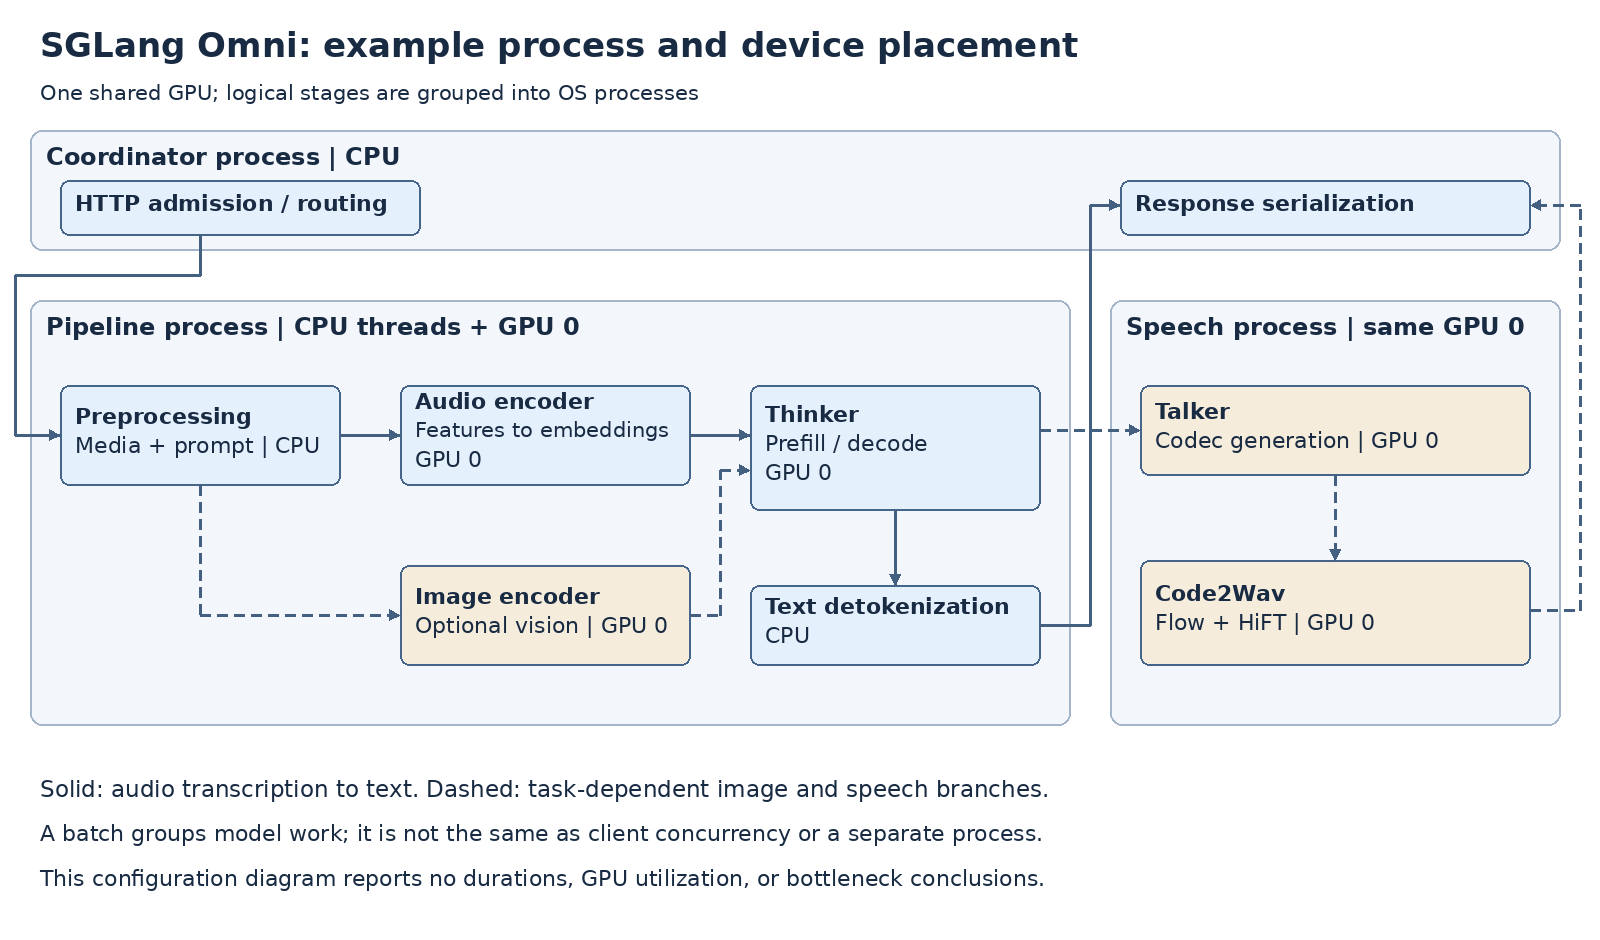 SGLang Omni: example process and device placement
One shared GPU; logical stages are grouped into OS processes
Coordinator process | CPU
HTTP admission / routing
Response serialization
Pipeline process | CPU threads + GPU 0
Speech process | same GPU 0
Preprocessing
Media + prompt | CPU
Audio encoder
Features to embeddings
GPU 0
Thinker
Prefill / decode
GPU 0
Talker
Codec generation | GPU 0
Image encoder
Optional vision | GPU 0
Text detokenization
CPU
Code2Wav
Flow + HiFT | GPU 0
Solid: audio transcription to text. Dashed: task-dependent image and speech branches.
A batch groups model work; it is not the same as client concurrency or a separate process.
This configuration diagram reports no durations, GPU utilization, or bottleneck conclusions.